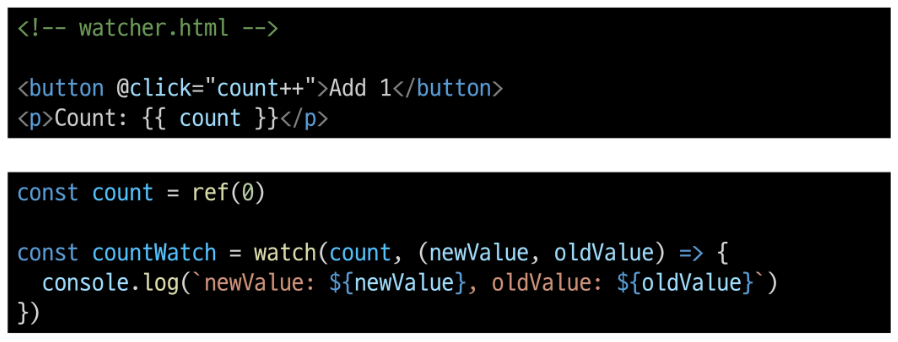 <!-- watcher.html -->
<button @click="count++">Add 1</button>
<p>Count: {{ count }}</p>
const count = ref(0)
const countWatch = watch(count, (newValue, oldValue) => {
  console.log(`newValue: ${newValue}, oldValue: ${oldValue}`)
})